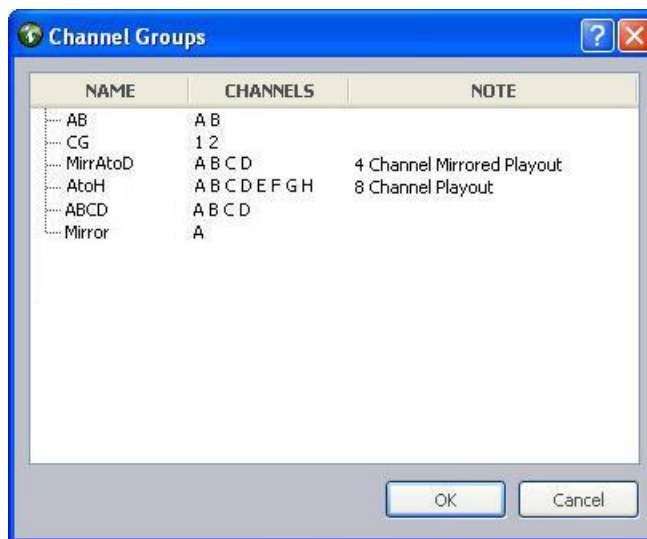 Channel Groups
NAME CHANNELS NOTE
AB A B
CG 1 2
MirrAtoD A B C D 4 Channel Mirrored Playout
AtoH A B C D E F G H 8 Channel Playout
ABCD A B C D
Mirror A
OK Cancel